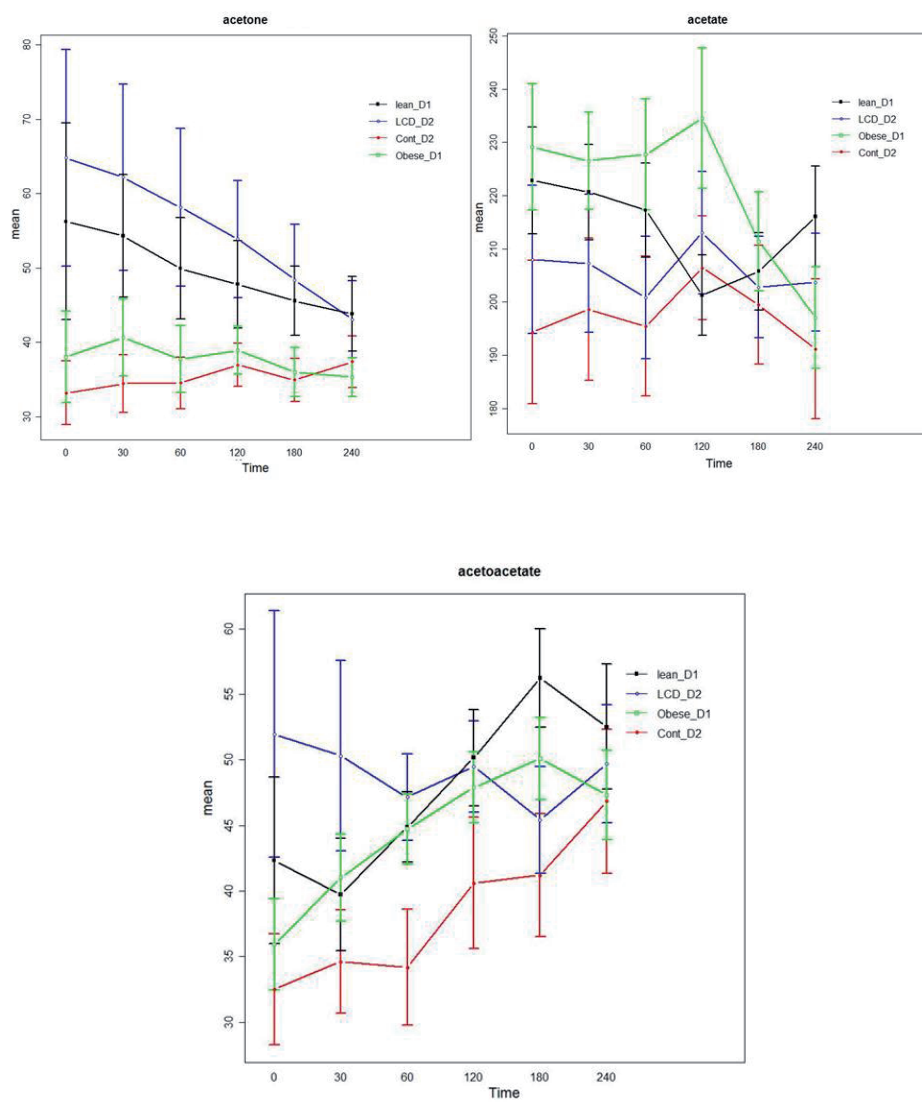 acetone
80
70
60
50
40
30
mean
lean_D1
LCD_D2
Cont_D2
Obese_D1
0 30 60 120 180 240
Time
acetate
250
240
230
220
210
200
190
180
mean
lean_D1
LCD_D2
Obese_D1
Cont_D2
0 30 60 120 180 240
Time
acetoacetate
60
55
50
45
40
35
30
mean
lean_D1
LCD_D2
Obese_D1
Cont_D2
0 30 60 120 180 240
Time